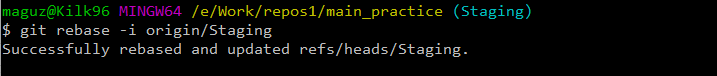 maguz@Kilk96 MINGW64 /e/Work/repos1/main_practice (Staging)
$ git rebase -i origin/Staging
Successfully rebased and updated refs/heads/Staging.